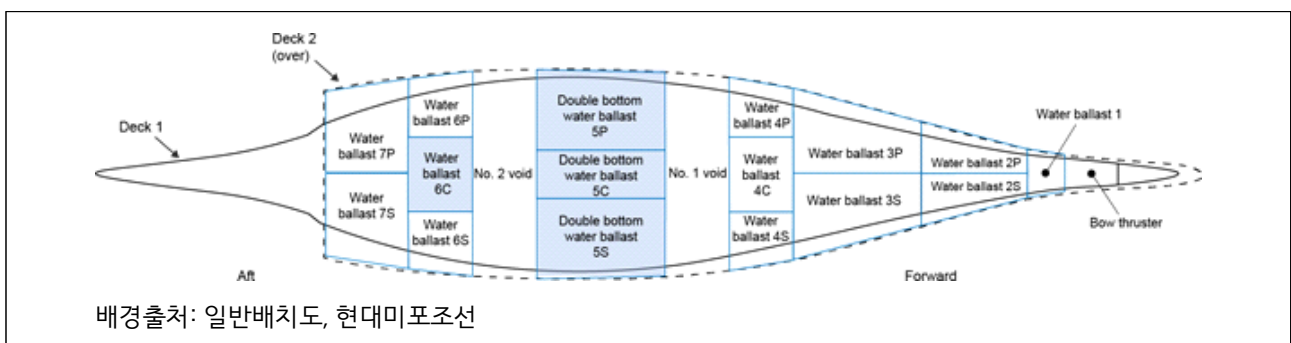 Deck 2
(over)
Deck 1
Water
ballast 7P
Water
ballast 7S
Water
ballast 6P
Water
ballast
6C
Water
ballast 6S
No. 2 void
Double bottom
water ballast
5P
Double bottom
water ballast
5C
Double bottom
water ballast
5S
No. 1 void
Water
ballast 4P
Water
ballast
4C
Water
ballast 4S
Water ballast 3P
Water ballast 3S
Water ballast 2P
Water ballast 2S
Water ballast 1
Bow thruster
Aft
Forward
배경출처: 일반배치도, 현대미포조선